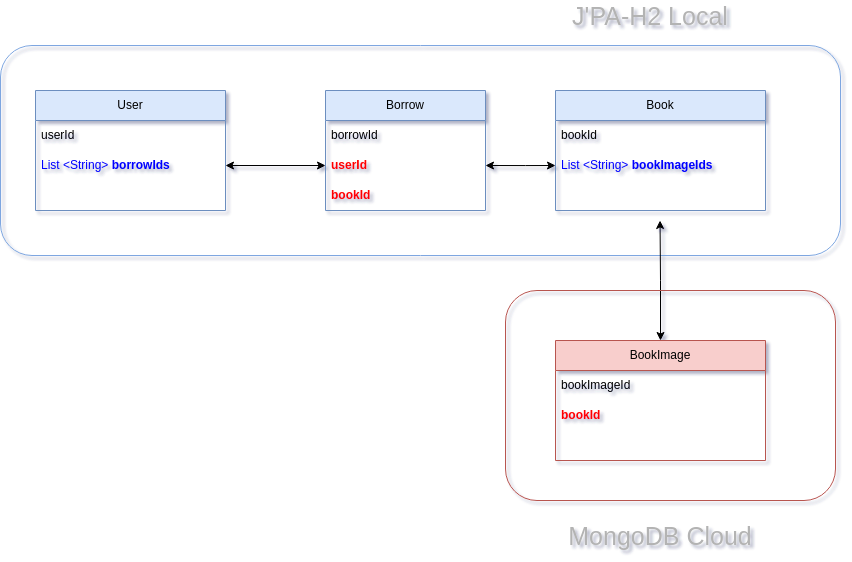 J'PA-H2 Local
User
userId
List <String> borrowIds
Borrow
borrowId
userId
bookId
Book
bookId
List <String> bookImageIds
BookImage
bookImageId
bookId
MongoDB Cloud